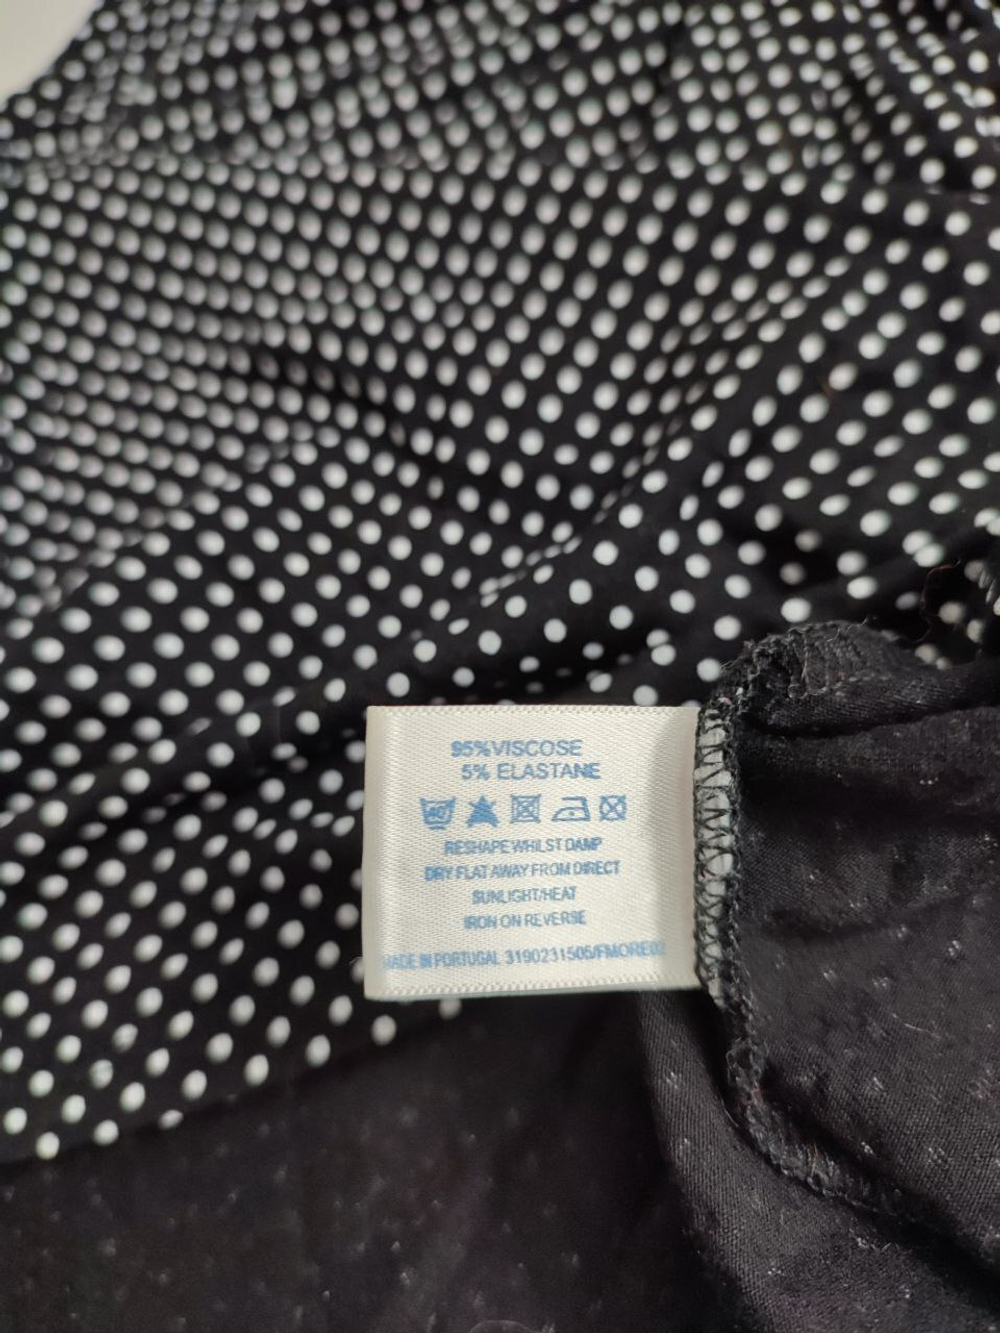 95%VISCOSE
5% ELASTANE
40
RESHAPE WHILST DAMP
DRY FLAT AWAY FROM DIRECT
SUNLIGHT/HEAT
IRON ON REVERSE
MADE IN PORTUGAL 3190231505/FMORE02